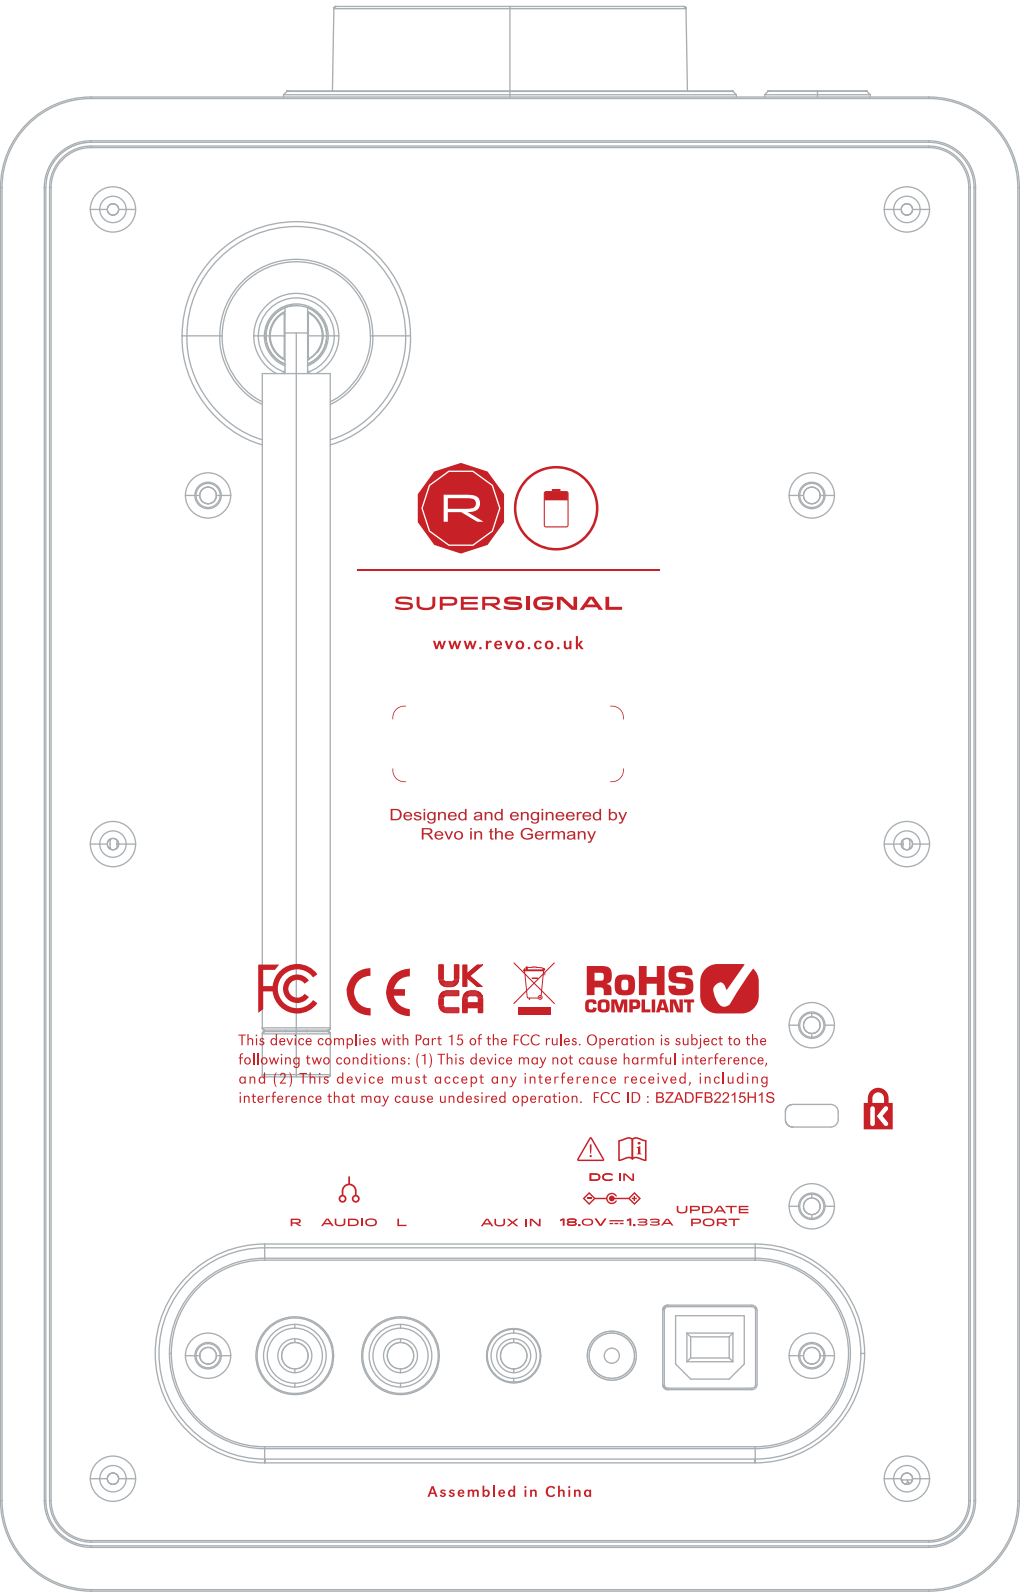 R
SUPERSIGNAL
www.revo.co.uk
Designed and engineered by
Revo in the Germany
FC CE UK
CA RoHS
COMPLIANT
This device complies with Part 15 of the FCC rules. Operation is subject to the
following two conditions: (1) This device may not cause harmful interference,
and (2) This device must accept any interference received, including
interference that may cause undesired operation. FCC ID : BZADFB2215H1S
K
DC IN
R AUDIO L AUX IN 18.0V⎓1.33A UPDATE
PORT
Assembled in China